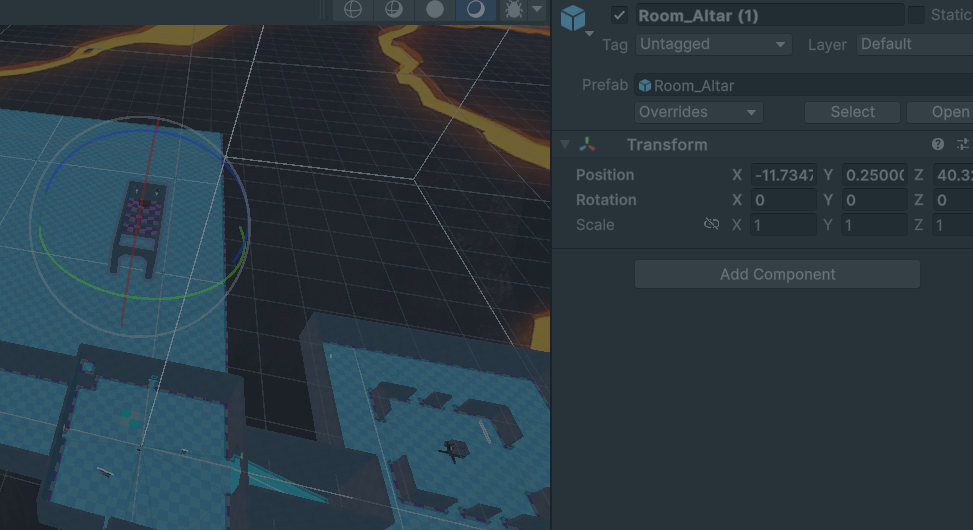 Room_Altar (1) Static
Tag Untagged Layer Default
Prefab Room_Altar
Overrides Select Open
Transform
Position X -11.7347 Y 0.2500 Z 40.3
Rotation X 0 Y 0 Z 0
Scale X 1 Y 1 Z 1
Add Component